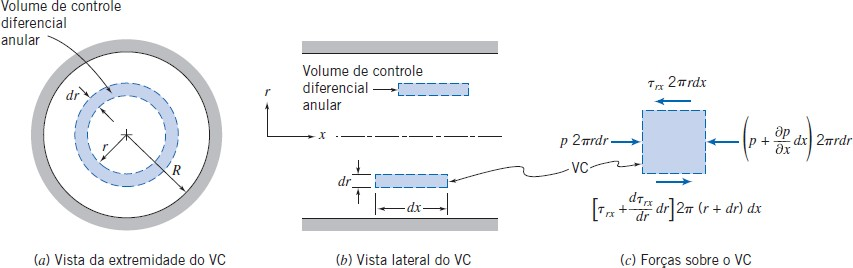 Volume de controle
diferencial
anular
dr
r
R
(a) Vista da extremidade do VC
r
x
Volume de controle
diferencial
anular
dr
dx
(b) Vista lateral do VC
τrx 2πrdx
p 2πrdr
(p + ∂p/∂x dx) 2πrdr
VC
[τrx + dτrx/dr dr] 2π (r + dr) dx
(c) Forças sobre o VC